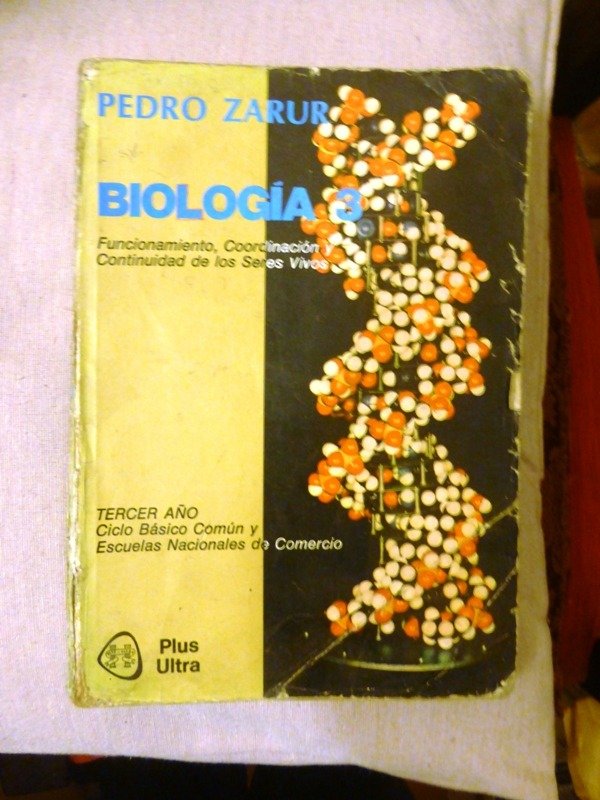 PEDRO ZARUR
BIOLOGÍA 3
Funcionamiento, Coordinación y
Continuidad de los Seres Vivos
TERCER AÑO
Ciclo Básico Común y
Escuelas Nacionales de Comercio
Plus
Ultra